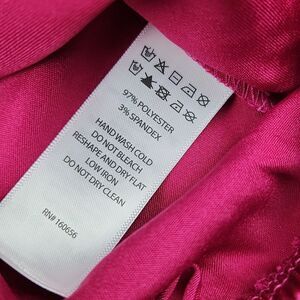 97% POLYESTER
3% SPANDEX
HAND WASH COLD
DO NOT BLEACH
RESHAPE AND DRY FLAT
LOW IRON
DO NOT DRY CLEAN
RN# 160656